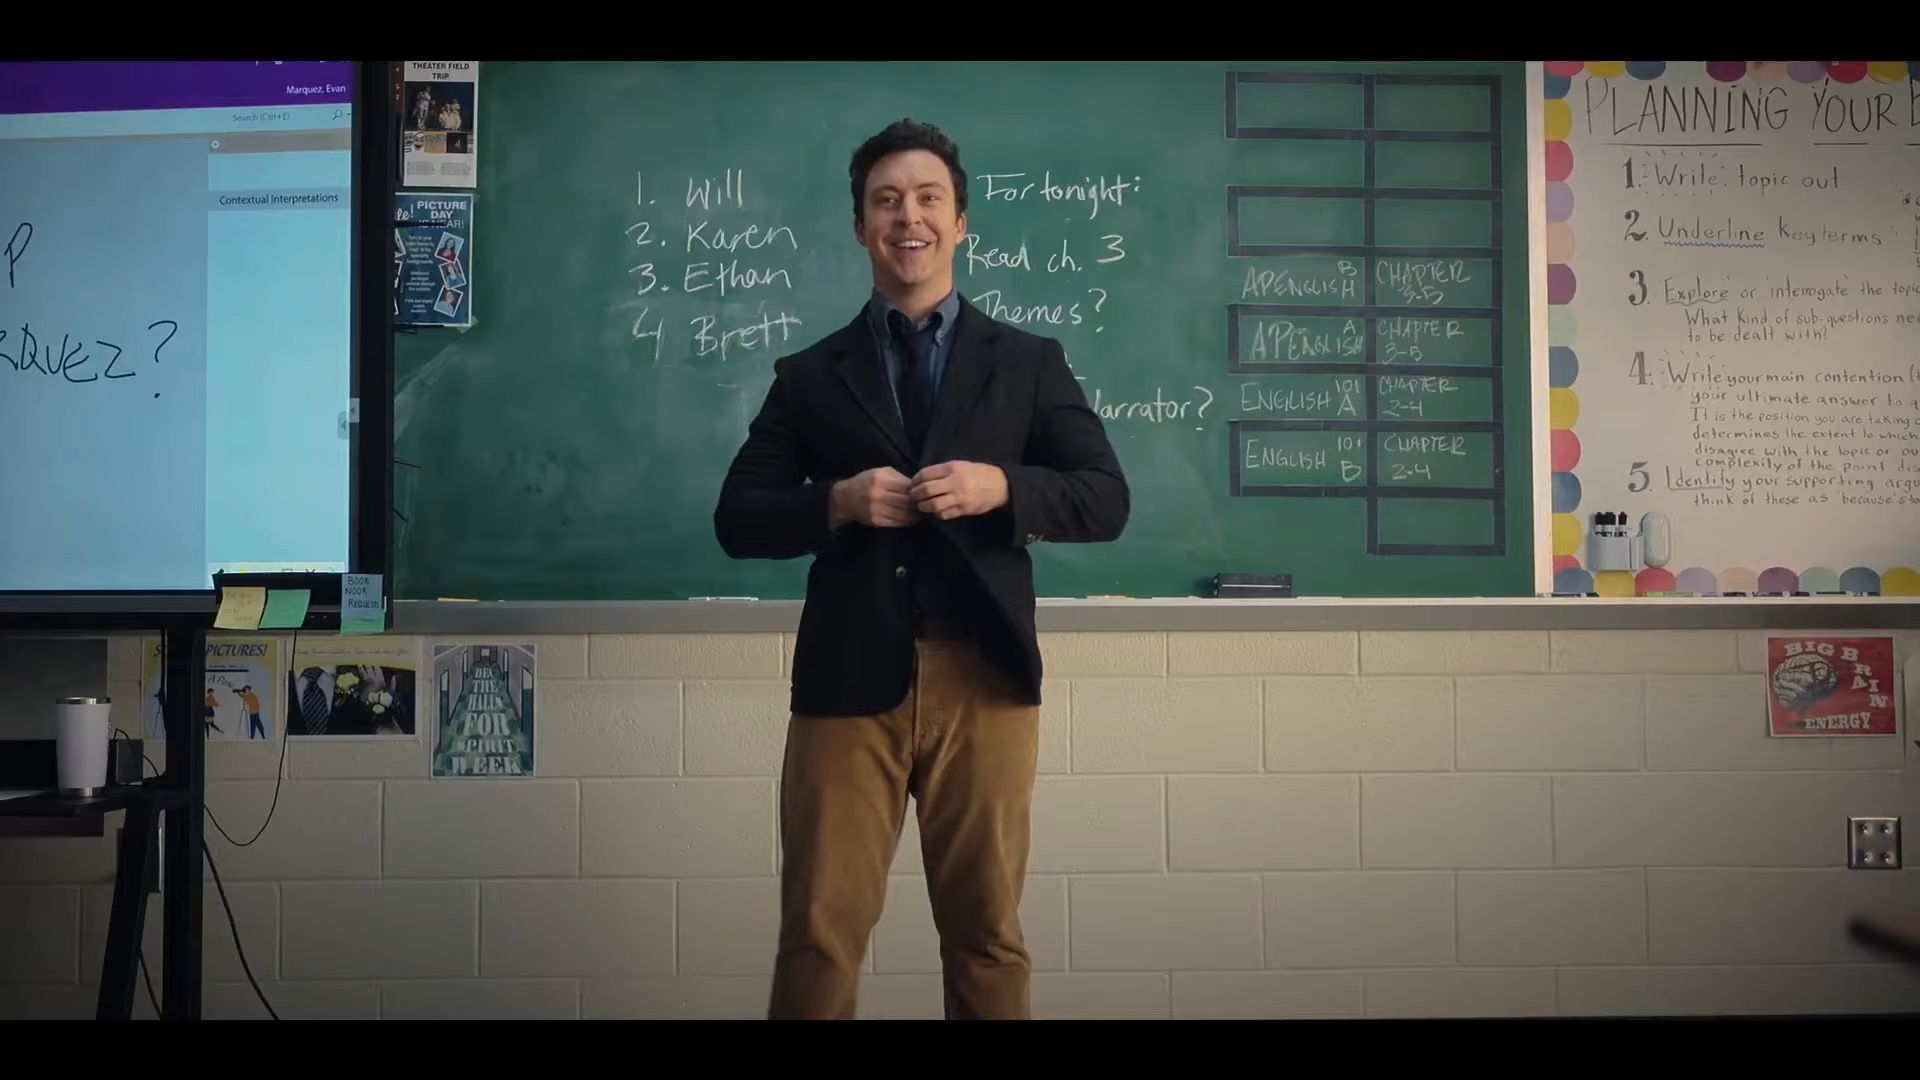 Marquez, Evan
Search (Ctrl+E)
Contextual Interpretations
P
RQUEZ?
THEATER FIELD
TRIP
PICTURE
DAY
IS NEAR!
1. Will
2. Karen
3. Ethan
4 Brett
For tonight:
Read ch. 3
Themes?
Narrator?
AP ENGLISH B CHAPTER 3-5
AP ENGLISH A CHAPTER 3-5
ENGLISH 101 A CHAPTER 2-4
ENGLISH 101 B CHAPTER 2-4
PLANNING YOUR E
1. Write topic out
2. Underline key terms
3. Explore or interrogate the topic
What kind of sub-questions ne
to be dealt with?
4. Write your main contention (
your ultimate answer to q
It is the position you are taking
determines the extent to which
disagree with the topic or
complexity of the point dis
5. Identify your supporting argu
think of these as 'because'
BOOK
NOOK
REQUESTS
PICTURES!
DEC
THE
HALLS
FOR
SPIRIT
WEEK
BIG BRAIN
ENERGY